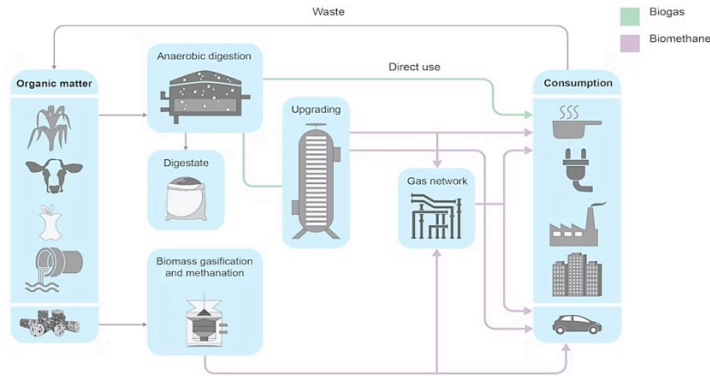 Waste
Biogas
Biomethane
Anaerobic digestion
Direct use
Organic matter
Consumption
Upgrading
Digestate
Gas network
Biomass gasification
and methanation